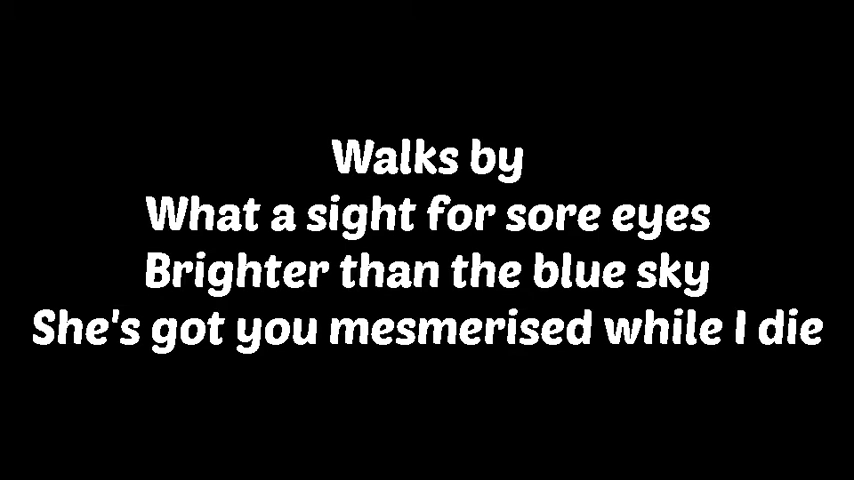 Walks by
What a sight for sore eyes
Brighter than the blue sky
She's got you mesmerised while I die